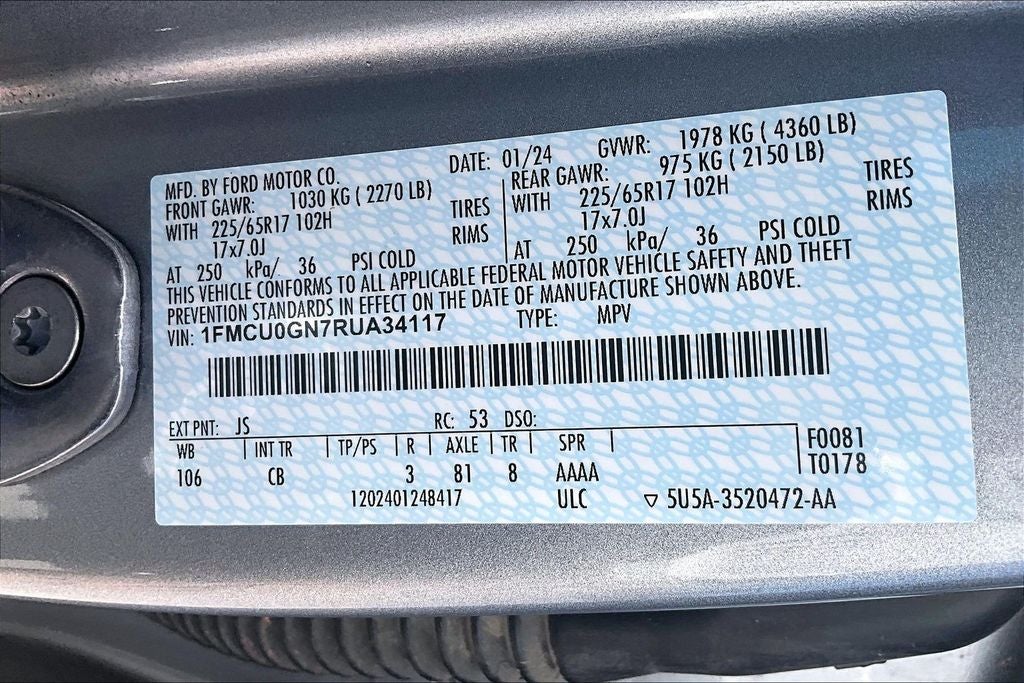 MFD. BY FORD MOTOR CO.
DATE: 01/24
GVWR: 1978 KG ( 4360 LB)
FRONT GAWR: 1030 KG ( 2270 LB)
REAR GAWR: 975 KG ( 2150 LB)
WITH 225/65R17 102H TIRES
WITH 225/65R17 102H TIRES
17x7.0J RIMS
17x7.0J RIMS
AT 250 kPa/ 36 PSI COLD
AT 250 kPa/ 36 PSI COLD
THIS VEHICLE CONFORMS TO ALL APPLICABLE FEDERAL MOTOR VEHICLE SAFETY AND THEFT
PREVENTION STANDARDS IN EFFECT ON THE DATE OF MANUFACTURE SHOWN ABOVE.
VIN: 1FMCU0GN7RUA34117 TYPE: MPV
EXT PNT: JS RC: 53 DSO:
WB INT TR TP/PS R AXLE TR SPR F0081
106 CB 3 81 8 AAAA T0178
1202401248417 ULC ▽ 5U5A-3520472-AA